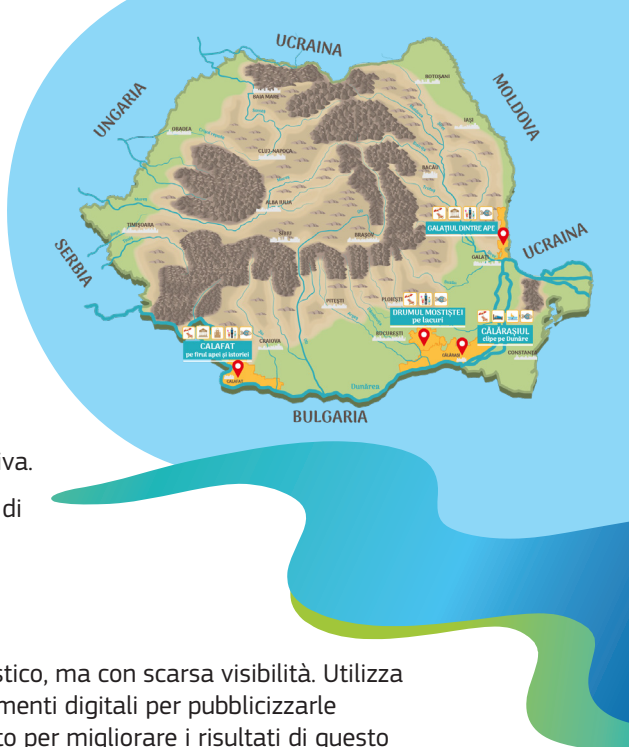 UCRAINA
UNGARIA
MOLDOVA
BAIA MARE
BOTOȘANI
ORADEA
IAȘI
CLUJ-NAPOCA
BACĂU
ALBA IULIA
TIMIȘOARA
SIBIU
BRAȘOV
GALAȚIUL DINTRE APE
GALAȚI
UCRAINA
SERBIA
PITEȘTI
PLOIEȘTI
DRUMUL MOSTIȘTEI
pe lacuri
CĂLĂRAȘIUL
clipe pe Dunăre
BUCUREȘTI
CĂLĂRAȘI
CONSTANȚA
CRAIOVA
CALAFAT
pe firul apei și istoriei
CALAFAT
Dunărea
BULGARIA
iva.
di
stico, ma con scarsa visibilità. Utilizza
menti digitali per pubblicizzarle
to per migliorare i risultati di questo